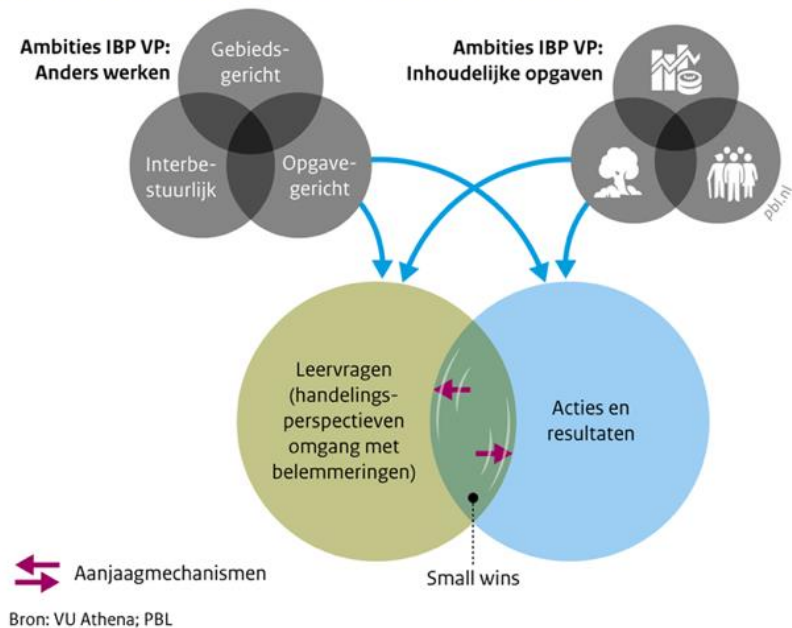 Ambities IBP VP:
Anders werken
Gebieds-
gericht
Interbe-
stuurlijk
Opgave-
gericht
Ambities IBP VP:
Inhoudelijke opgaven
pbl.nl
Leervragen
(handelings-
perspectieven
omgang met
belemmeringen)
Acties en
resultaten
Small wins
Aanjaagmechanismen
Bron: VU Athena; PBL